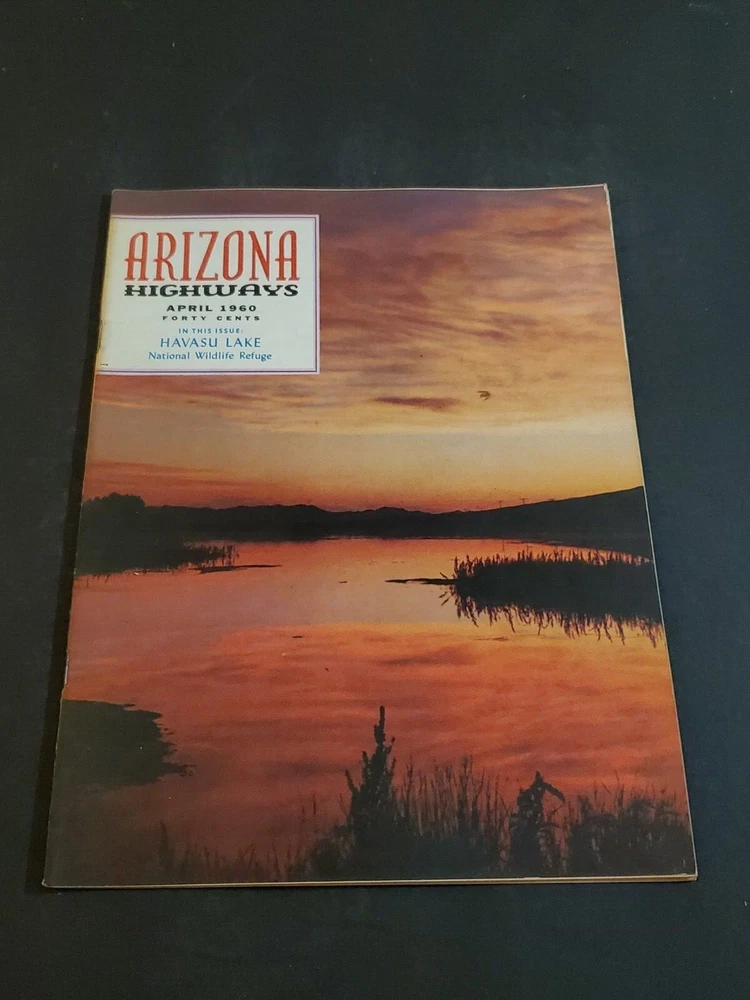 ARIZONA
HIGHWAYS
APRIL 1960
FORTY CENTS
IN THIS ISSUE:
HAVASU LAKE
National Wildlife Refuge